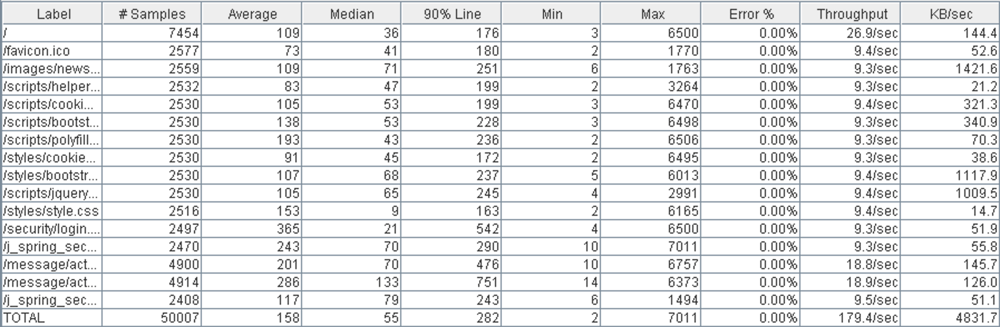 Label # Samples Average Median 90% Line Min Max Error % Throughput KB/sec
/ 7454 109 36 176 3 6500 0.00% 26.9/sec 144.4
/favicon.ico 2577 73 41 180 2 1770 0.00% 9.4/sec 52.6
/images/news... 2559 109 71 251 6 1763 0.00% 9.3/sec 1421.6
/scripts/helper... 2532 83 47 199 2 3264 0.00% 9.3/sec 21.2
/scripts/cooki... 2530 105 53 199 3 6470 0.00% 9.4/sec 321.3
/scripts/bootst... 2530 138 53 228 3 6498 0.00% 9.3/sec 340.9
/scripts/polyfill... 2530 193 43 236 2 6506 0.00% 9.3/sec 70.3
/styles/cookie... 2530 91 45 172 2 6495 0.00% 9.3/sec 38.6
/styles/bootstr... 2530 107 68 237 5 6013 0.00% 9.4/sec 1117.9
/scripts/jquery... 2530 105 65 245 4 2991 0.00% 9.4/sec 1009.5
/styles/style.css 2516 153 9 163 2 6165 0.00% 9.4/sec 14.7
/security/login.... 2497 365 21 542 4 6500 0.00% 9.3/sec 51.9
/j_spring_sec... 2470 243 70 290 10 7011 0.00% 9.3/sec 55.8
/message/act... 4900 201 70 476 10 6757 0.00% 18.8/sec 145.7
/message/act... 4914 286 133 751 14 6373 0.00% 18.9/sec 126.0
/j_spring_sec... 2408 117 79 243 6 1494 0.00% 9.5/sec 51.1
TOTAL 50007 158 55 282 2 7011 0.00% 179.4/sec 4831.7